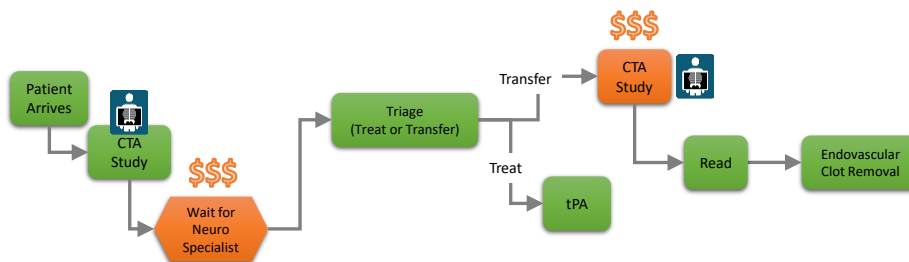 Patient
Arrives
CTA
Study
$$$
Wait for
Neuro
Specialist
Triage
(Treat or Transfer)
Transfer
Treat
tPA
$$$
CTA
Study
Read
Endovascular
Clot Removal